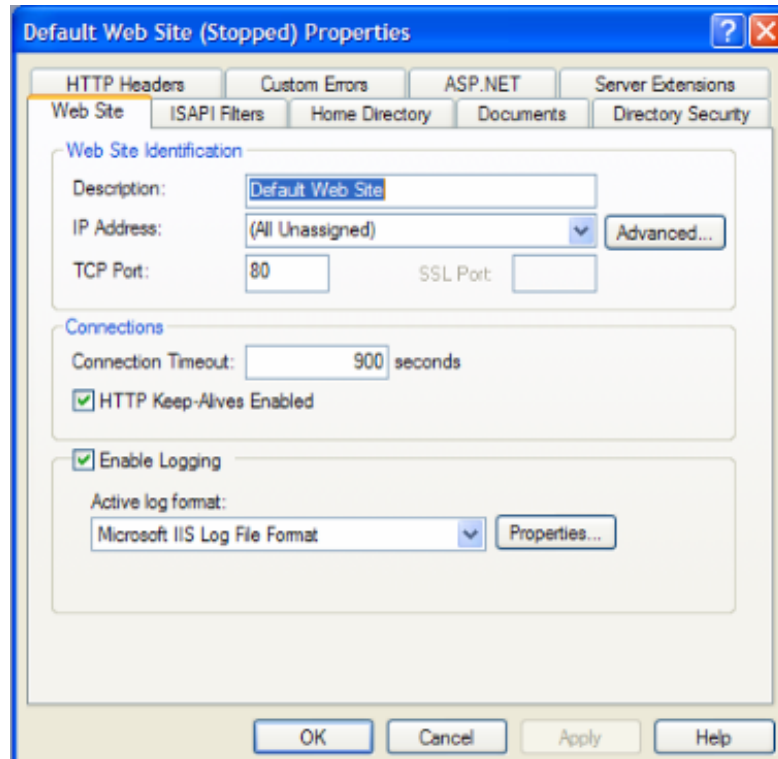 Default Web Site (Stopped) Properties
HTTP Headers Custom Errors ASP.NET Server Extensions
Web Site ISAPI Filters Home Directory Documents Directory Security
Web Site Identification
Description: Default Web Site
IP Address: (All Unassigned) Advanced...
TCP Port: 80 SSL Port:
Connections
Connection Timeout: 900 seconds
HTTP Keep-Alives Enabled
Enable Logging
Active log format:
Microsoft IIS Log File Format Properties...
OK Cancel Apply Help